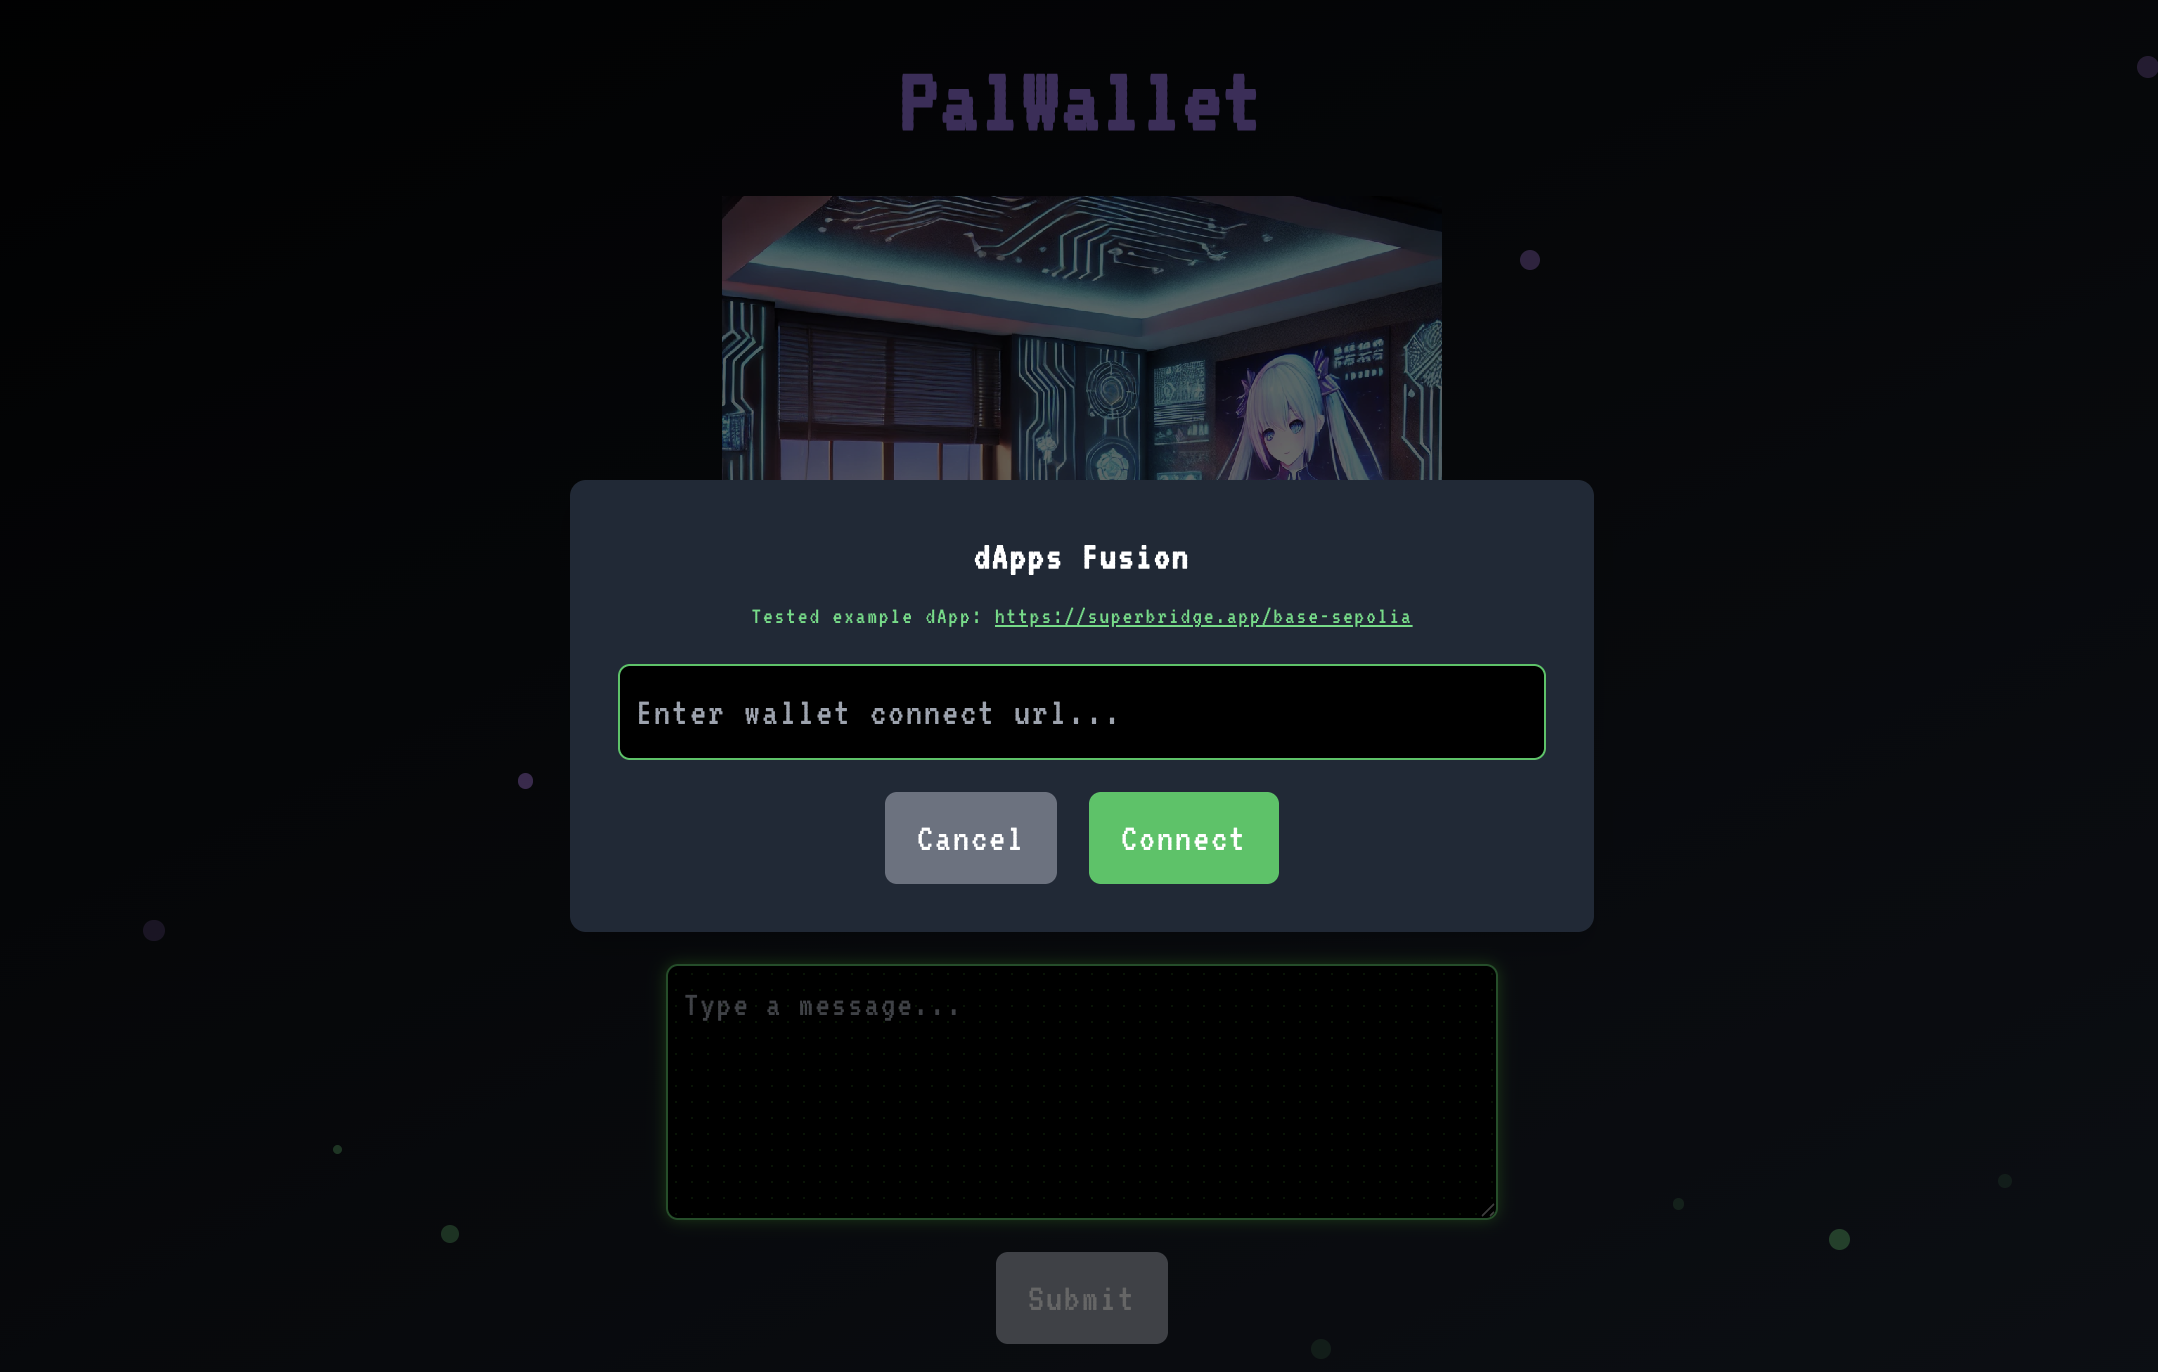 PalWallet
dApps Fusion
Tested example dApp: https://superbridge.app/base-sepolia
Enter wallet connect url...
Cancel Connect
Type a message...
Submit